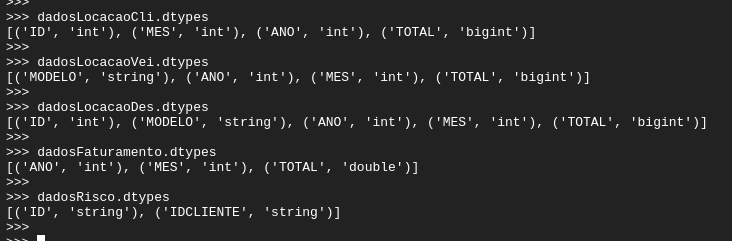 >>>
>>> dadosLocacaoCli.dtypes
[('ID', 'int'), ('MES', 'int'), ('ANO', 'int'), ('TOTAL', 'bigint')]
>>>
>>> dadosLocacaoVei.dtypes
[('MODELO', 'string'), ('ANO', 'int'), ('MES', 'int'), ('TOTAL', 'bigint')]
>>>
>>> dadosLocacaoDes.dtypes
[('ID', 'int'), ('MODELO', 'string'), ('ANO', 'int'), ('MES', 'int'), ('TOTAL', 'bigint')]
>>>
>>> dadosFaturamento.dtypes
[('ANO', 'int'), ('MES', 'int'), ('TOTAL', 'double')]
>>>
>>> dadosRisco.dtypes
[('ID', 'string'), ('IDCLIENTE', 'string')]
>>>
>>>